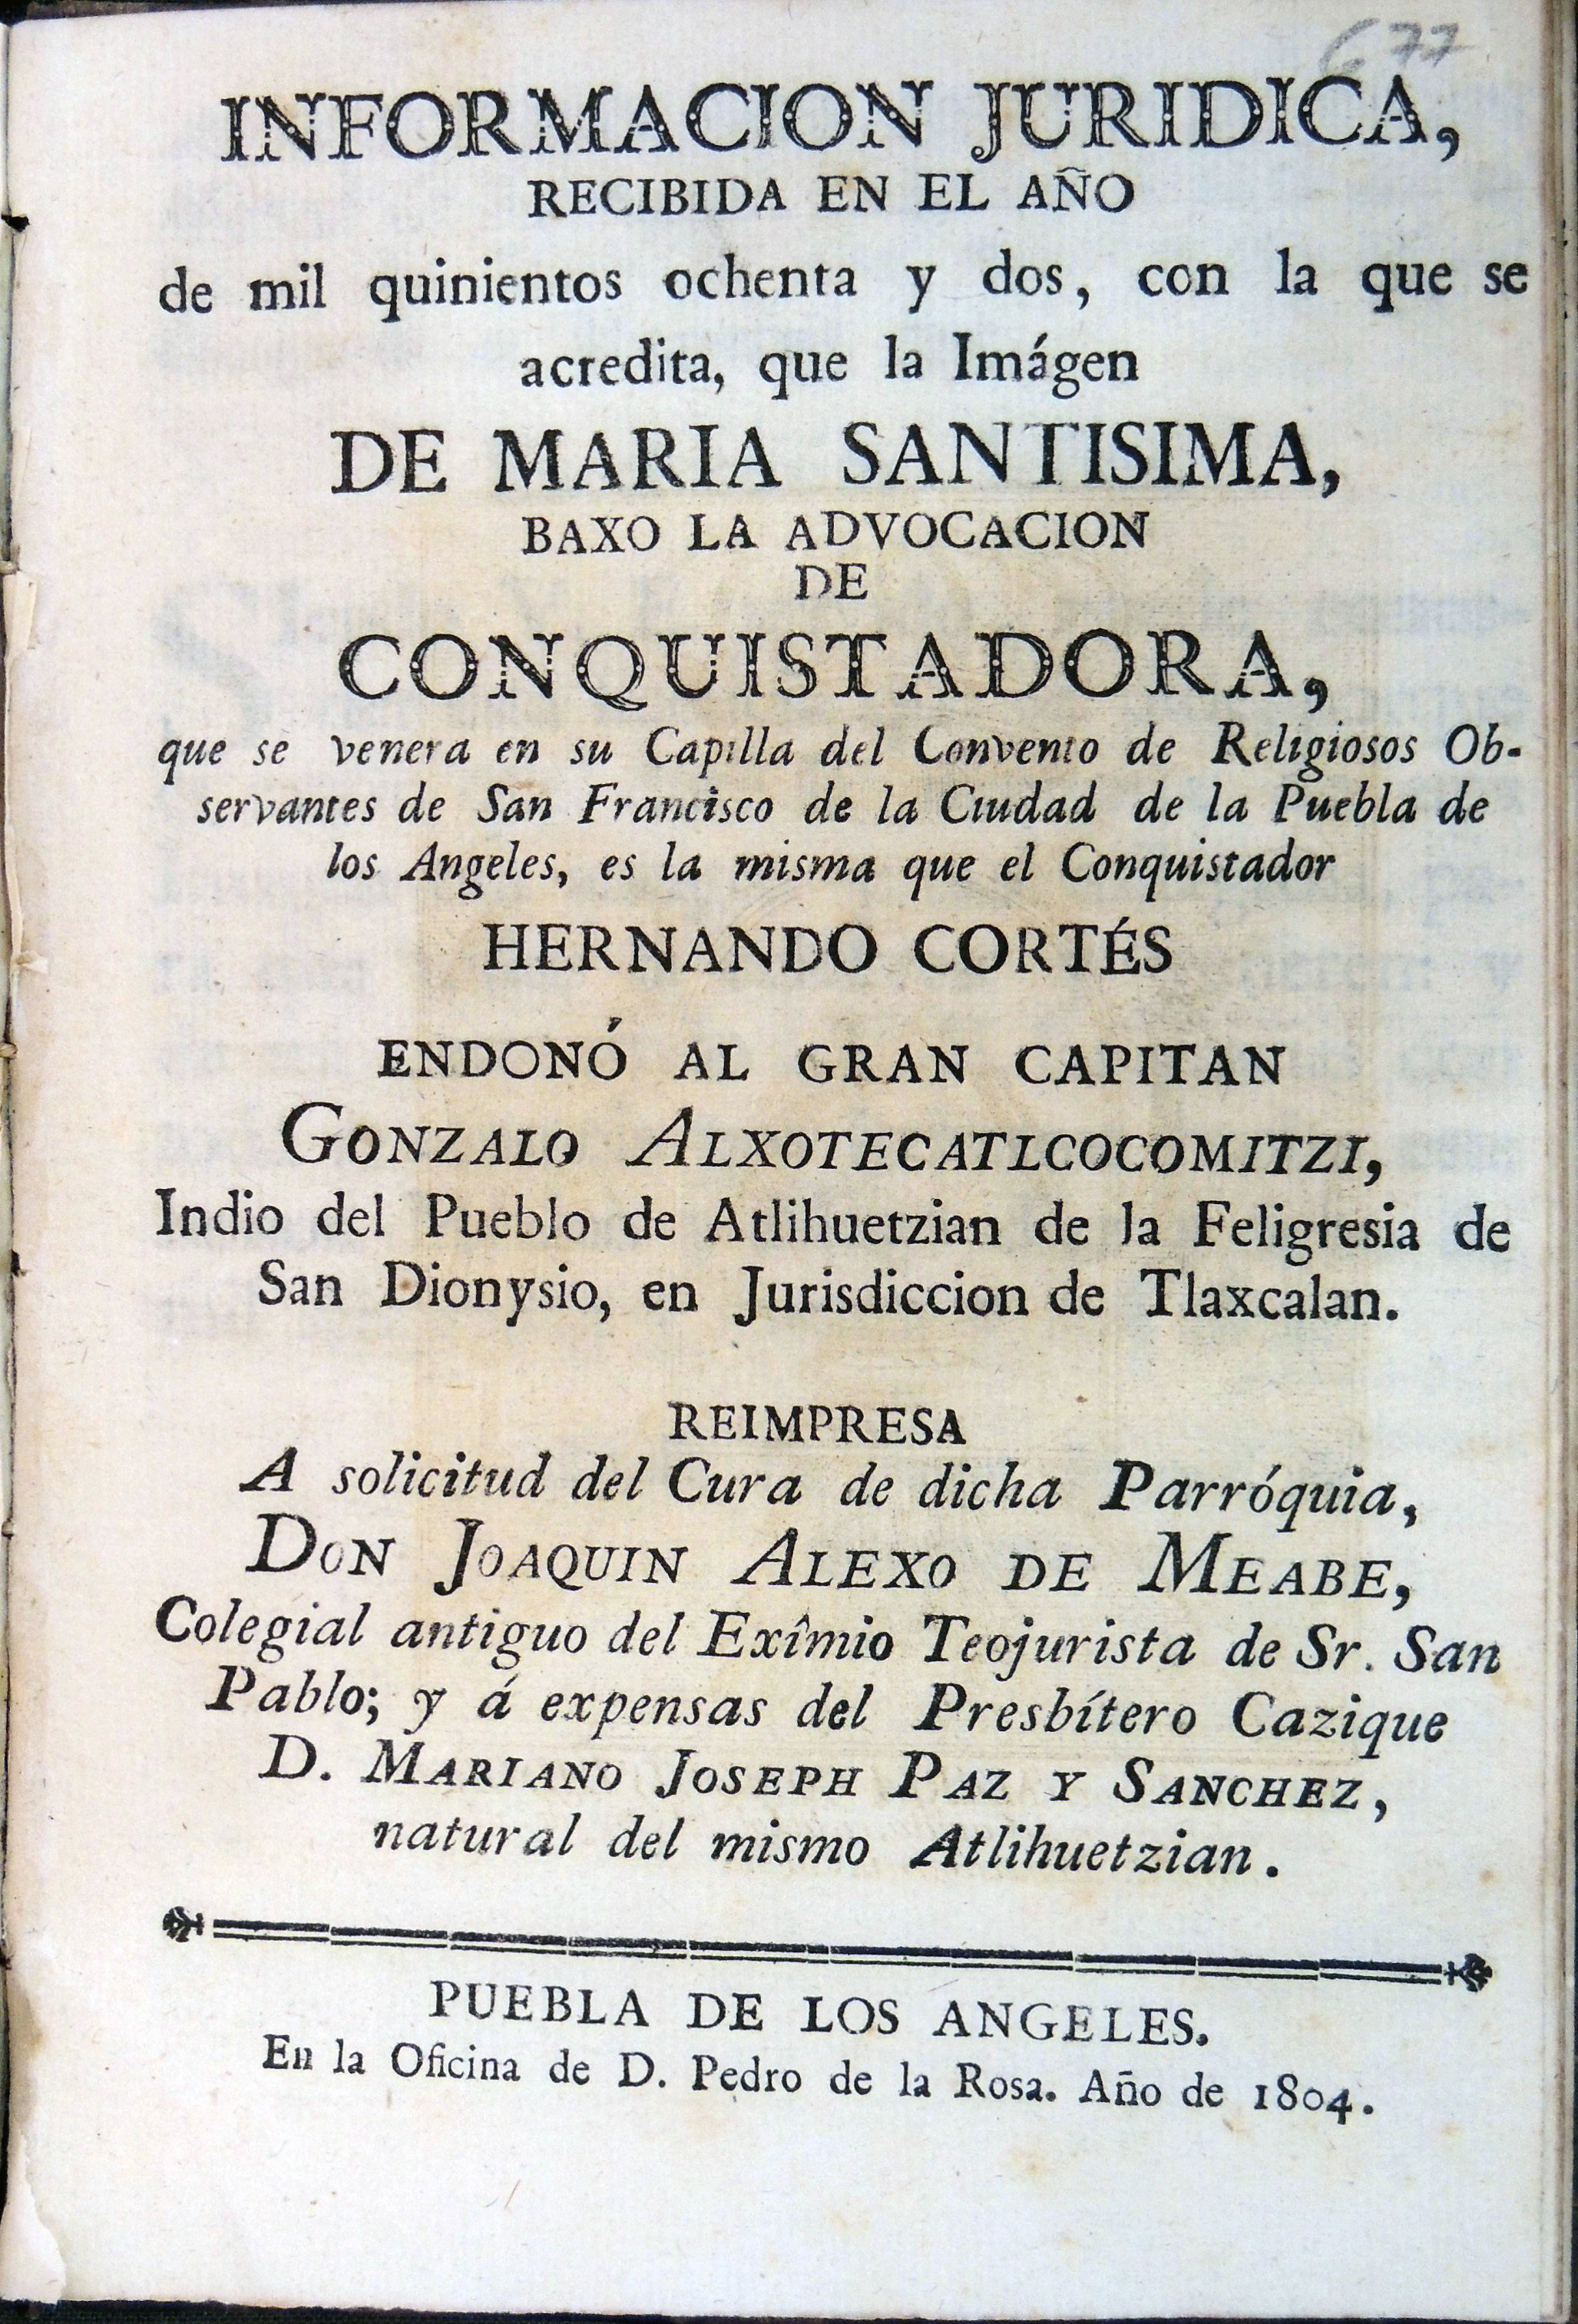 677
INFORMACION JURIDICA,
RECIBIDA EN EL AÑO
de mil quinientos ochenta y dos, con la que se
acredita, que la Imágen
DE MARIA SANTISIMA,
BAXO LA ADVOCACION
DE
CONQUISTADORA,
que se venera en su Capilla del Convento de Religiosos Ob-
servantes de San Francisco de la Ciudad de la Puebla de
los Angeles, es la misma que el Conquistador
HERNANDO CORTÉS
ENDONÓ AL GRAN CAPITAN
GONZALO ALXOTECATLCOCOMITZI,
Indio del Pueblo de Atlihuetzian de la Feligresia de
San Dionysio, en Jurisdiccion de Tlaxcalan.
REIMPRESA
A solicitud del Cura de dicha Parróquia,
DON JOAQUIN ALEXO DE MEABE,
Colegial antiguo del Exîmio Teojurista de Sr. San
Pablo; y á expensas del Presbítero Cazique
D. MARIANO JOSEPH PAZ Y SANCHEZ,
natural del mismo Atlihuetzian.
PUEBLA DE LOS ANGELES.
En la Oficina de D. Pedro de la Rosa. Año de 1804.